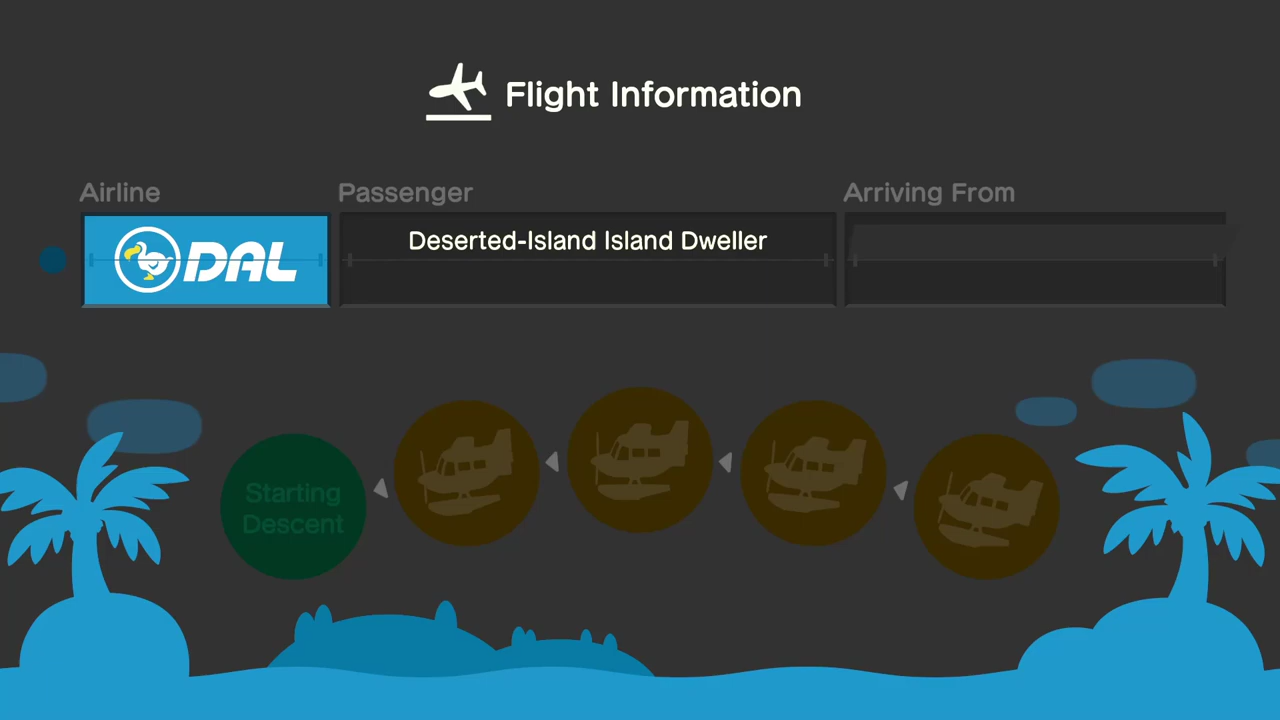 Flight Information
Airline
Passenger
Arriving From
DAL
Deserted-Island Island Dweller
Starting
Descent